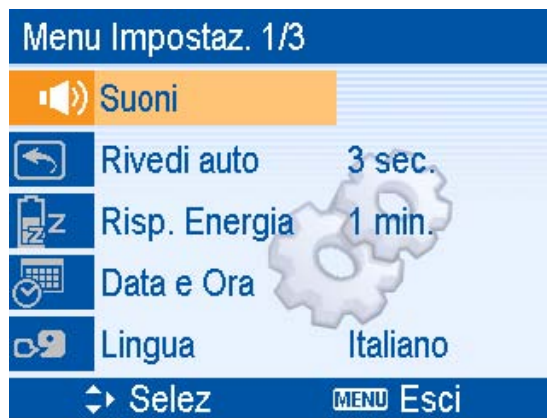 Menu Impostaz. 1/3
Suoni
Rivedi auto 3 sec.
Risp. Energia 1 min.
Data e Ora
Lingua Italiano
Selez MENU Esci